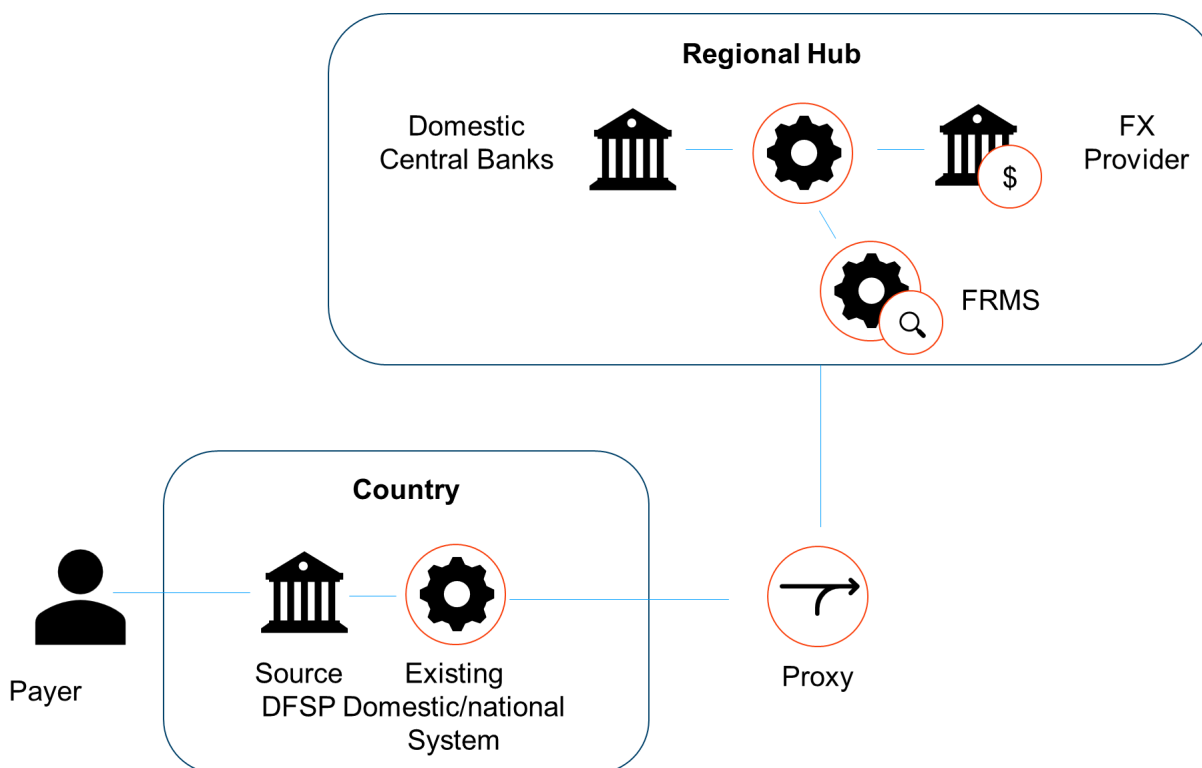 Regional Hub
Domestic
Central Banks
FX
Provider
$
FRMS
Country
Payer
Source
DFSP
Existing
Domestic/national
System
Proxy